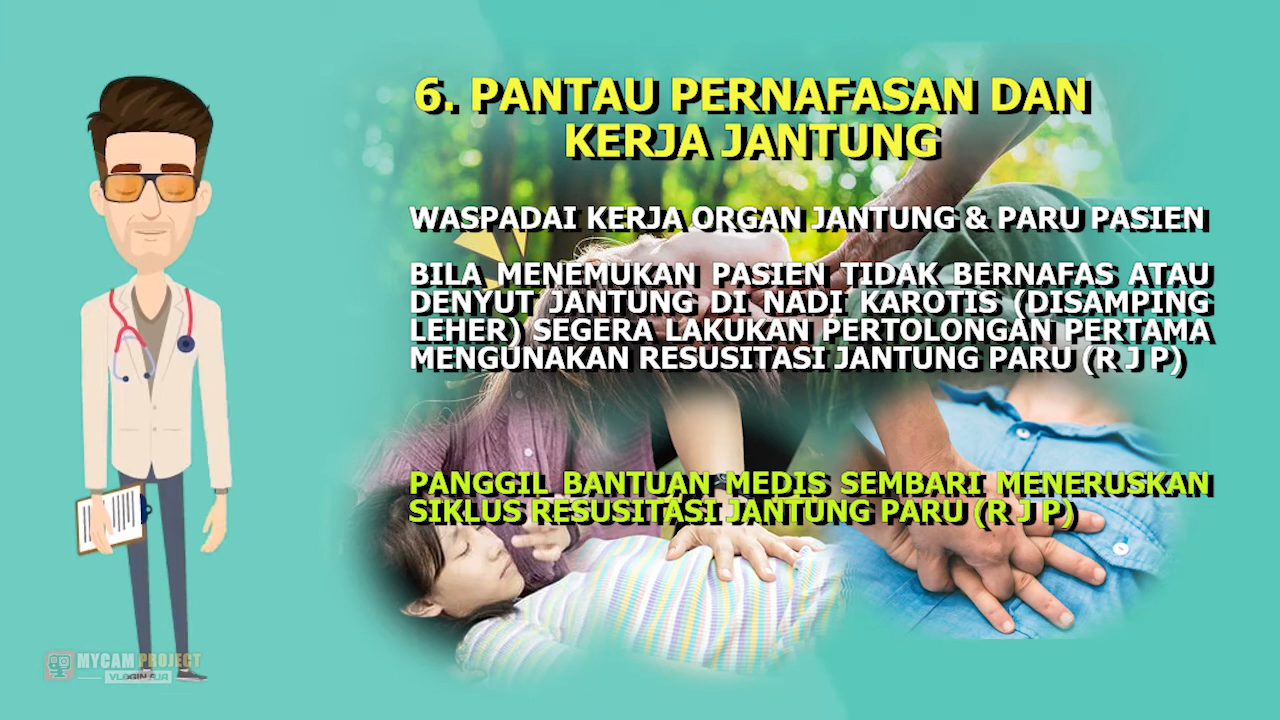 6. PANTAU PERNAFASAN DAN
KERJA JANTUNG
WASPADAI KERJA ORGAN JANTUNG & PARU PASIEN
BILA MENEMUKAN PASIEN TIDAK BERNAFAS ATAU
DENYUT JANTUNG DI NADI KAROTIS (DISAMPING
LEHER) SEGERA LAKUKAN PERTOLONGAN PERTAMA
MENGUNAKAN RESUSITASI JANTUNG PARU (R J P)
PANGGIL BANTUAN MEDIS SEMBARI MENERUSKAN
SIKLUS RESUSITASI JANTUNG PARU (R J P)
MYCAM PROJECT